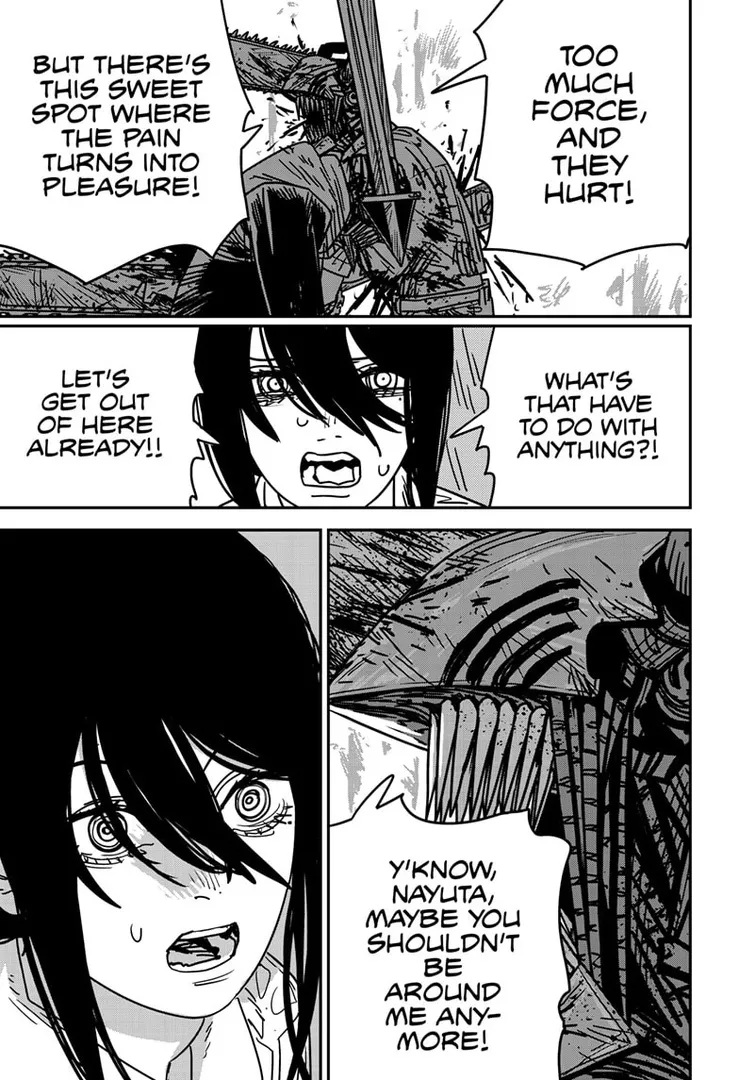 TOO
MUCH
FORCE,
AND
THEY
HURT!
BUT THERE'S
THIS SWEET
SPOT WHERE
THE PAIN
TURNS INTO
PLEASURE!
WHAT'S
THAT HAVE
TO DO WITH
ANYTHING?!
LET'S
GET OUT
OF HERE
ALREADY!!
Y'KNOW,
NAYUTA,
MAYBE YOU
SHOULDN'T
BE
AROUND
ME ANY-
MORE!